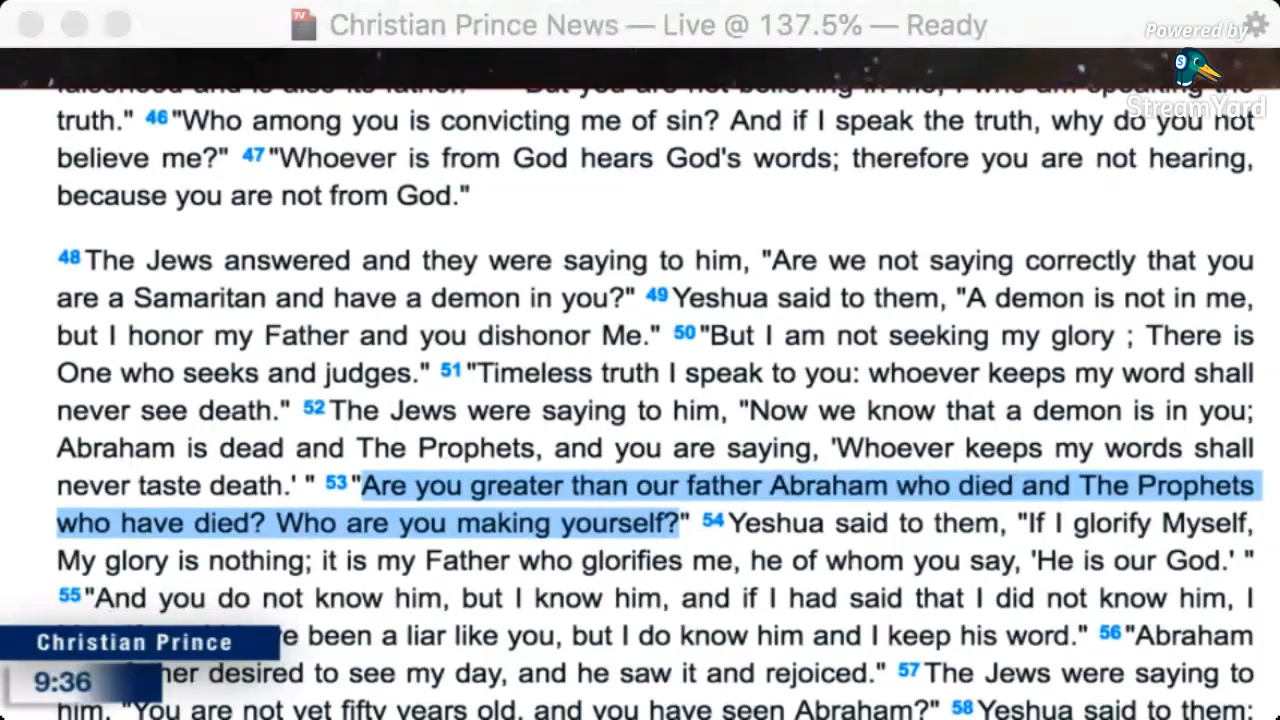 Christian Prince News — Live @ 137.5% — Ready
Powered by
StreamYard
truth." 46 "Who among you is convicting me of sin? And if I speak the truth, why do you not
believe me?" 47 "Whoever is from God hears God's words; therefore you are not hearing,
because you are not from God."
48 The Jews answered and they were saying to him, "Are we not saying correctly that you
are a Samaritan and have a demon in you?" 49 Yeshua said to them, "A demon is not in me,
but I honor my Father and you dishonor Me." 50 "But I am not seeking my glory ; There is
One who seeks and judges." 51 "Timeless truth I speak to you: whoever keeps my word shall
never see death." 52 The Jews were saying to him, "Now we know that a demon is in you;
Abraham is dead and The Prophets, and you are saying, 'Whoever keeps my words shall
never taste death.' " 53 "Are you greater than our father Abraham who died and The Prophets
who have died? Who are you making yourself?" 54 Yeshua said to them, "If I glorify Myself,
My glory is nothing; it is my Father who glorifies me, he of whom you say, 'He is our God.' "
55 "And you do not know him, but I know him, and if I had said that I did not know him, I
been a liar like you, but I do know him and I keep his word." 56 "Abraham
desired to see my day, and he saw it and rejoiced." 57 The Jews were saying to
him, "You are not yet fifty years old, and you have seen Abraham?" 58 Yeshua said to them:
Christian Prince
9:36